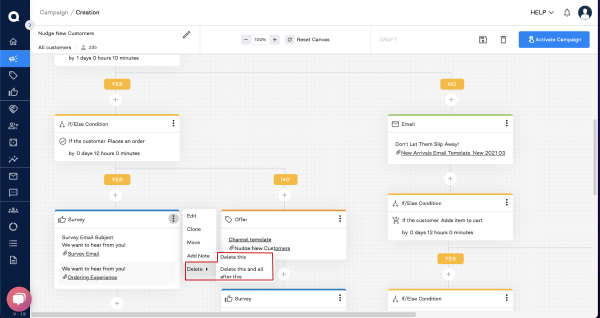 Campaign / Creation
HELP
Nudge New Customers
All customers
235
100%
Reset Canvas
DRAFT
Activate Campaign
by 1 days 0 hours 10 minutes
YES
NO
If/Else Condition
If the customer Places an order
by 0 days 12 hours 0 minutes
Email
Don't Let Them Slip Away!
New Arrivals Email Template_New 2021 03
YES
NO
If/Else Condition
If the customer Adds item to cart
by 0 days 12 hours 0 minutes
Survey
Survey Email Subject
We want to hear from you!
Survey Email
We want to hear from you!
Ordering Experience
Edit
Clone
Move
Add Note
Delete
Delete this
Delete this and all
after this
Offer
Channel template
Nudge New Customers
YES
Survey
If/Else Condition
V - 1.9